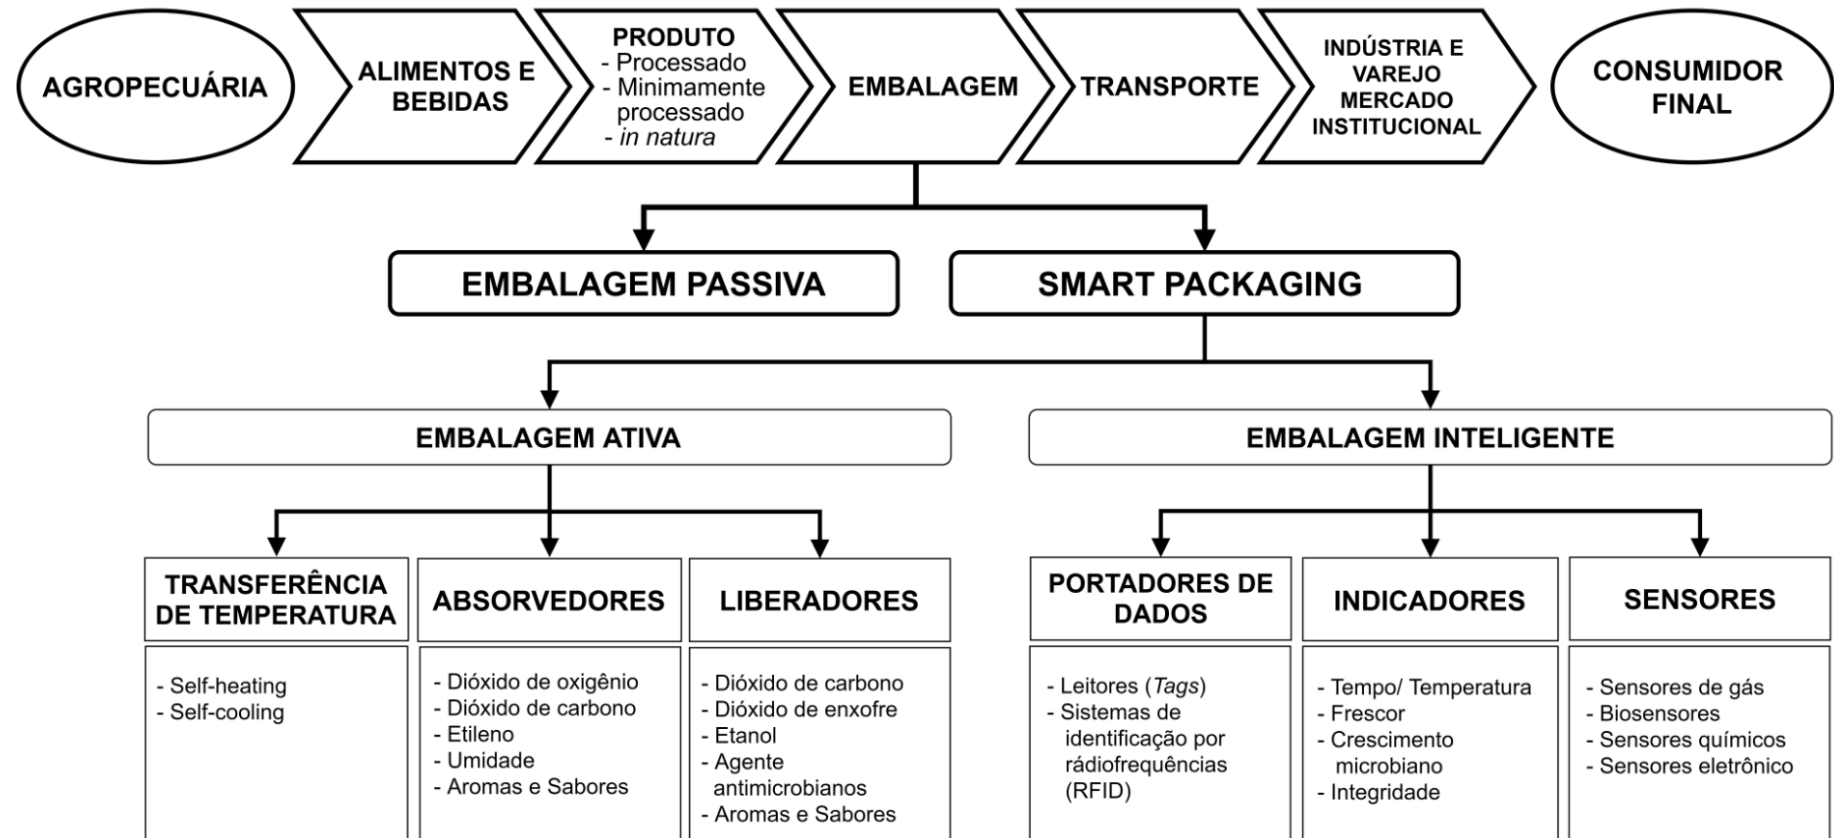 AGROPECUÁRIA
ALIMENTOS E
BEBIDAS
PRODUTO
- Processado
- Minimamente
processado
- in natura
EMBALAGEM
TRANSPORTE
INDÚSTRIA E
VAREJO
MERCADO
INSTITUCIONAL
CONSUMIDOR
FINAL
EMBALAGEM PASSIVA
SMART PACKAGING
EMBALAGEM ATIVA
EMBALAGEM INTELIGENTE
TRANSFERÊNCIA
DE TEMPERATURA
- Self-heating
- Self-cooling
ABSORVEDORES
- Dióxido de oxigênio
- Dióxido de carbono
- Etileno
- Umidade
- Aromas e Sabores
LIBERADORES
- Dióxido de carbono
- Dióxido de enxofre
- Etanol
- Agente
antimicrobianos
- Aromas e Sabores
PORTADORES DE
DADOS
- Leitores (Tags)
- Sistemas de
identificação por
rádiofrequências
(RFID)
INDICADORES
- Tempo/ Temperatura
- Frescor
- Crescimento
microbiano
- Integridade
SENSORES
- Sensores de gás
- Biosensores
- Sensores químicos
- Sensores eletrônico